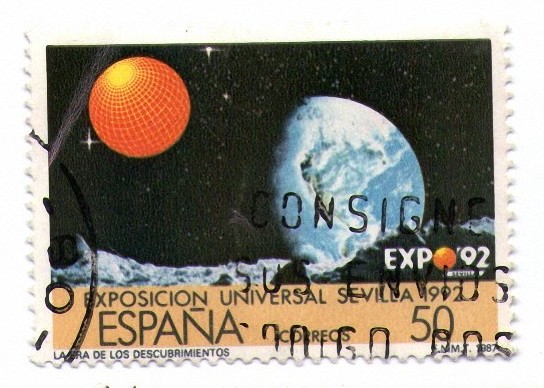 EXPO '92
SEVILLA
EXPOSICION UNIVERSAL SEVILLA 1992
ESPAÑA CORREOS 50
LA ERA DE LOS DESCUBRIMIENTOS F.N.M.T. 1987
CONSIGNE
SUS ENVIOS